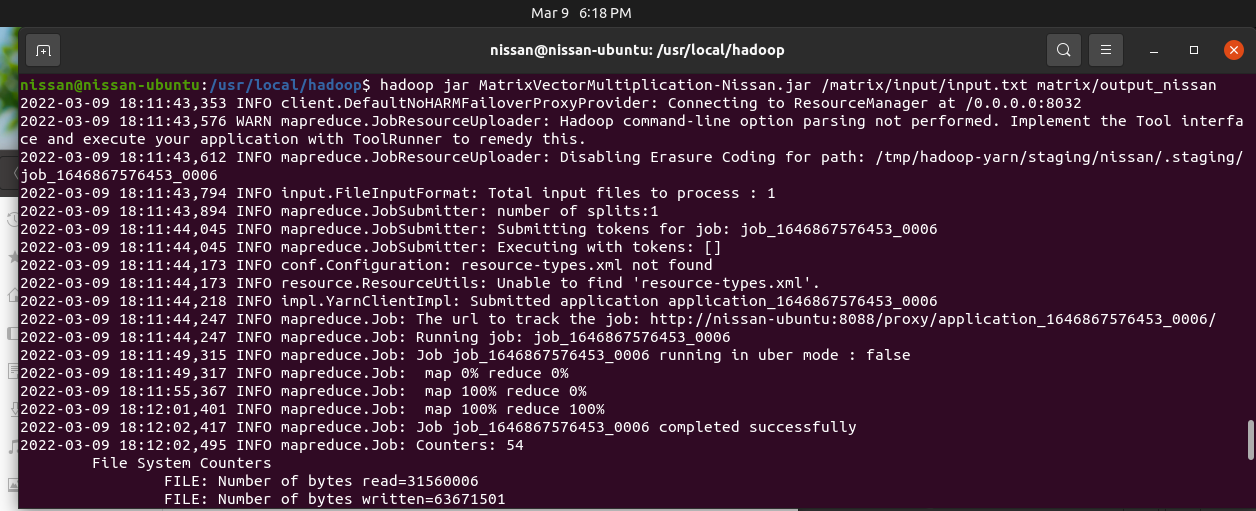 Mar 9 6:18 PM
nissan@nissan-ubuntu: /usr/local/hadoop
nissan@nissan-ubuntu:/usr/local/hadoop$ hadoop jar MatrixVectorMultiplication-Nissan.jar /matrix/input/input.txt matrix/output_nissan
2022-03-09 18:11:43,353 INFO client.DefaultNoHARMFailoverProxyProvider: Connecting to ResourceManager at /0.0.0.0:8032
2022-03-09 18:11:43,576 WARN mapreduce.JobResourceUploader: Hadoop command-line option parsing not performed. Implement the Tool interfa
ce and execute your application with ToolRunner to remedy this.
2022-03-09 18:11:43,612 INFO mapreduce.JobResourceUploader: Disabling Erasure Coding for path: /tmp/hadoop-yarn/staging/nissan/.staging/
job_1646867576453_0006
2022-03-09 18:11:43,794 INFO input.FileInputFormat: Total input files to process : 1
2022-03-09 18:11:43,894 INFO mapreduce.JobSubmitter: number of splits:1
2022-03-09 18:11:44,045 INFO mapreduce.JobSubmitter: Submitting tokens for job: job_1646867576453_0006
2022-03-09 18:11:44,045 INFO mapreduce.JobSubmitter: Executing with tokens: []
2022-03-09 18:11:44,173 INFO conf.Configuration: resource-types.xml not found
2022-03-09 18:11:44,173 INFO resource.ResourceUtils: Unable to find 'resource-types.xml'.
2022-03-09 18:11:44,218 INFO impl.YarnClientImpl: Submitted application application_1646867576453_0006
2022-03-09 18:11:44,247 INFO mapreduce.Job: The url to track the job: http://nissan-ubuntu:8088/proxy/application_1646867576453_0006/
2022-03-09 18:11:44,247 INFO mapreduce.Job: Running job: job_1646867576453_0006
2022-03-09 18:11:49,315 INFO mapreduce.Job: Job job_1646867576453_0006 running in uber mode : false
2022-03-09 18:11:49,317 INFO mapreduce.Job:  map 0% reduce 0%
2022-03-09 18:11:55,367 INFO mapreduce.Job:  map 100% reduce 0%
2022-03-09 18:12:01,401 INFO mapreduce.Job:  map 100% reduce 100%
2022-03-09 18:12:02,417 INFO mapreduce.Job: Job job_1646867576453_0006 completed successfully
2022-03-09 18:12:02,495 INFO mapreduce.Job: Counters: 54
File System Counters
FILE: Number of bytes read=31560006
FILE: Number of bytes written=63671501